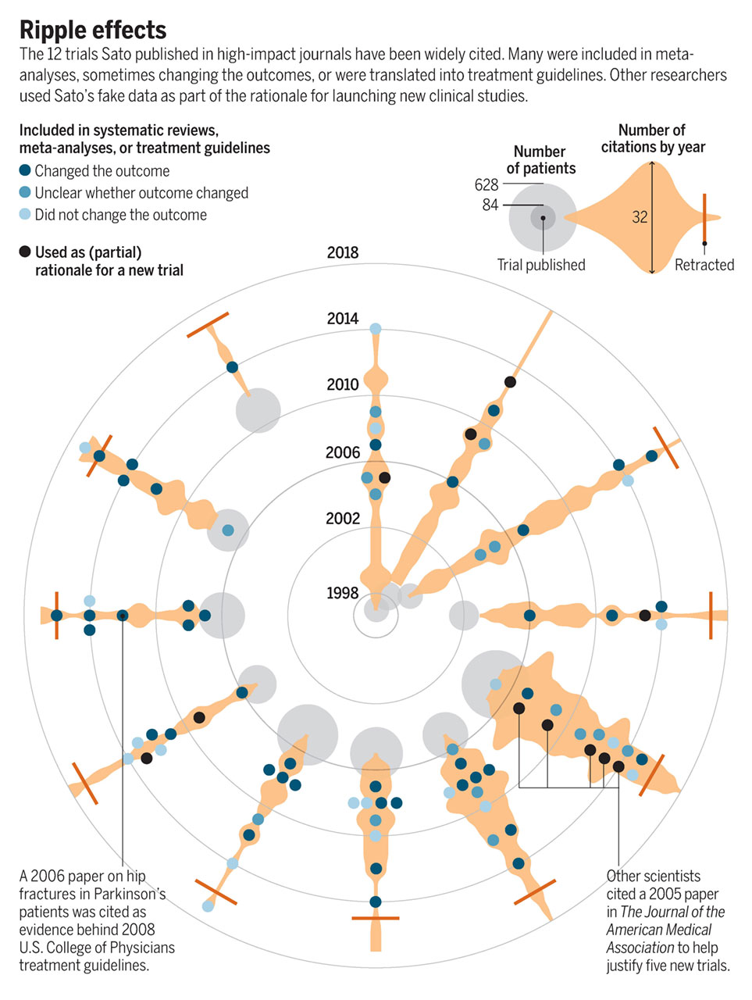 Ripple effects
The 12 trials Sato published in high-impact journals have been widely cited. Many were included in meta-
analyses, sometimes changing the outcomes, or were translated into treatment guidelines. Other researchers
used Sato’s fake data as part of the rationale for launching new clinical studies.
Included in systematic reviews,
meta-analyses, or treatment guidelines
Changed the outcome
Unclear whether outcome changed
Did not change the outcome
Used as (partial)
rationale for a new trial
Number
of patients
628
84
Trial published
Number of
citations by year
32
Retracted
2018
2014
2010
2006
2002
1998
A 2006 paper on hip
fractures in Parkinson’s
patients was cited as
evidence behind 2008
U.S. College of Physicians
treatment guidelines.
Other scientists
cited a 2005 paper
in The Journal of the
American Medical
Association to help
justify five new trials.